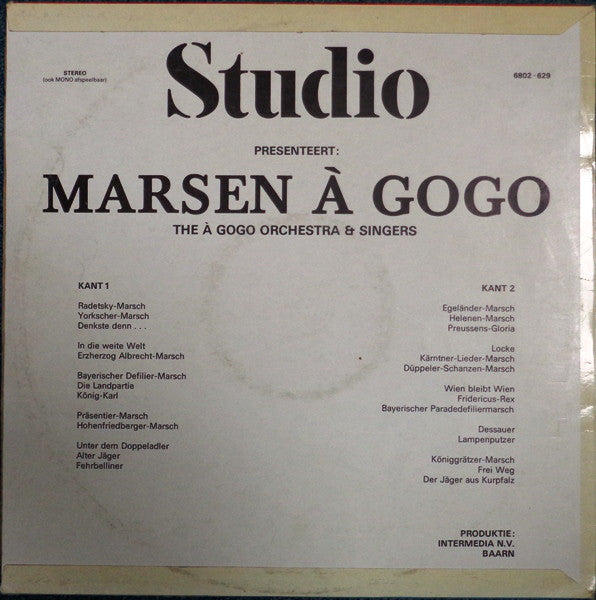 STEREO
(ook MONO afspeelbaar)
Studio
6802 - 629
PRESENTEERT:
MARSEN À GOGO
THE À GOGO ORCHESTRA & SINGERS
KANT 1
Radetsky-Marsch
Yorkscher-Marsch
Denkste denn . . .
In die weite Welt
Erzherzog Albrecht-Marsch
Bayerischer Defilier-Marsch
Die Landpartie
König-Karl
Präsentier-Marsch
Hohenfriedberger-Marsch
Unter dem Doppeladler
Alter Jäger
Fehrbelliner
KANT 2
Egeländer-Marsch
Helenen-Marsch
Preussens-Gloria
Locke
Kärntner-Lieder-Marsch
Düppeler-Schanzen-Marsch
Wien bleibt Wien
Fridericus-Rex
Bayerischer Paradedefiliermarsch
Dessauer
Lampenputzer
Königgrätzer-Marsch
Frei Weg
Der Jäger aus Kurpfalz
PRODUKTIE:
INTERMEDIA N.V.
BAARN